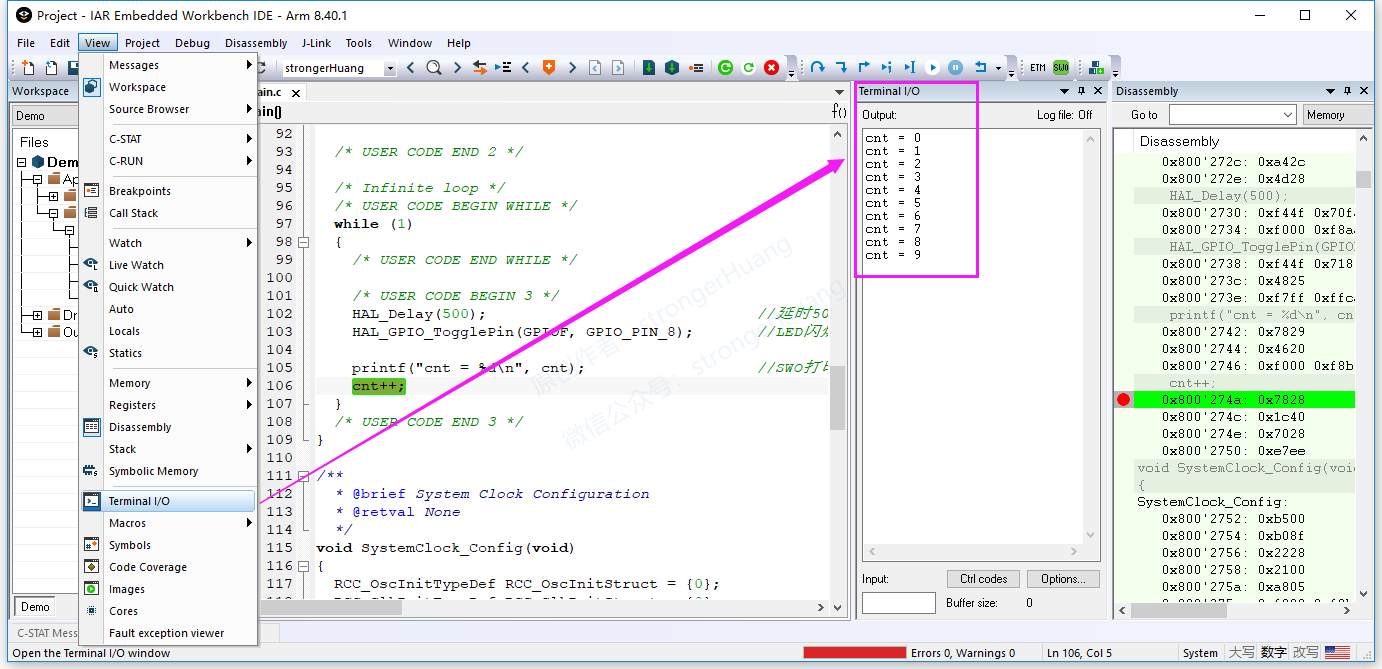 Project - IAR Embedded Workbench IDE - Arm 8.40.1
File Edit View Project Debug Disassembly J-Link Tools Window Help
strongerHuang
ETM SWO
Workspace
Demo
Files
Dem
Ap
Dr
Ou
Demo
C-STAT Mess
Messages
Workspace
Source Browser
C-STAT
C-RUN
Breakpoints
Call Stack
Watch
Live Watch
Quick Watch
Auto
Locals
Statics
Memory
Registers
Disassembly
Stack
Symbolic Memory
Terminal I/O
Macros
Symbols
Code Coverage
Images
Cores
Fault exception viewer
ain.c
ain()
f()
92
93 /* USER CODE END 2 */
94
95 /* Infinite loop */
96 /* USER CODE BEGIN WHILE */
97 while (1)
98 {
99 /* USER CODE END WHILE */
100
101 /* USER CODE BEGIN 3 */
102 HAL_Delay(500); //延时50
103 HAL_GPIO_TogglePin(GPIOF, GPIO_PIN_8); //LED闪烁
104
105 printf("cnt = %d\n", cnt); //SWO打印
106 cnt++;
107 }
108 /* USER CODE END 3 */
109 }
110
111 /**
112 * @brief System Clock Configuration
113 * @retval None
114 */
115 void SystemClock_Config(void)
116 {
117 RCC_OscInitTypeDef RCC_OscInitStruct = {0};
原创作者: strongerHuang
微信公众号: strongerHuang
Terminal I/O
Output: Log file: Off
cnt = 0
cnt = 1
cnt = 2
cnt = 3
cnt = 4
cnt = 5
cnt = 6
cnt = 7
cnt = 8
cnt = 9
Input: Ctrl codes Options...
Buffer size: 0
Disassembly
Go to Memory
Disassembly
0x800'272c: 0xa42c
0x800'272e: 0x4d28
HAL_Delay(500);
0x800'2730: 0xf44f 0x70f
0x800'2734: 0xf000 0xf8a
HAL_GPIO_TogglePin(GPIO
0x800'2738: 0xf44f 0x718
0x800'273c: 0x4825
0x800'273e: 0xf7ff 0xffc
printf("cnt = %d\n", cn
0x800'2742: 0x7829
0x800'2744: 0x4620
0x800'2746: 0xf000 0xf8b
cnt++;
0x800'274a: 0x7828
0x800'274c: 0x1c40
0x800'274e: 0x7028
0x800'2750: 0xe7ee
void SystemClock_Config(voi
{
SystemClock_Config:
0x800'2752: 0xb500
0x800'2754: 0xb08f
0x800'2756: 0x2228
0x800'2758: 0x2100
0x800'275a: 0xa805
Open the Terminal I/O window
Errors 0, Warnings 0 Ln 106, Col 5 System 大写 数字 改写